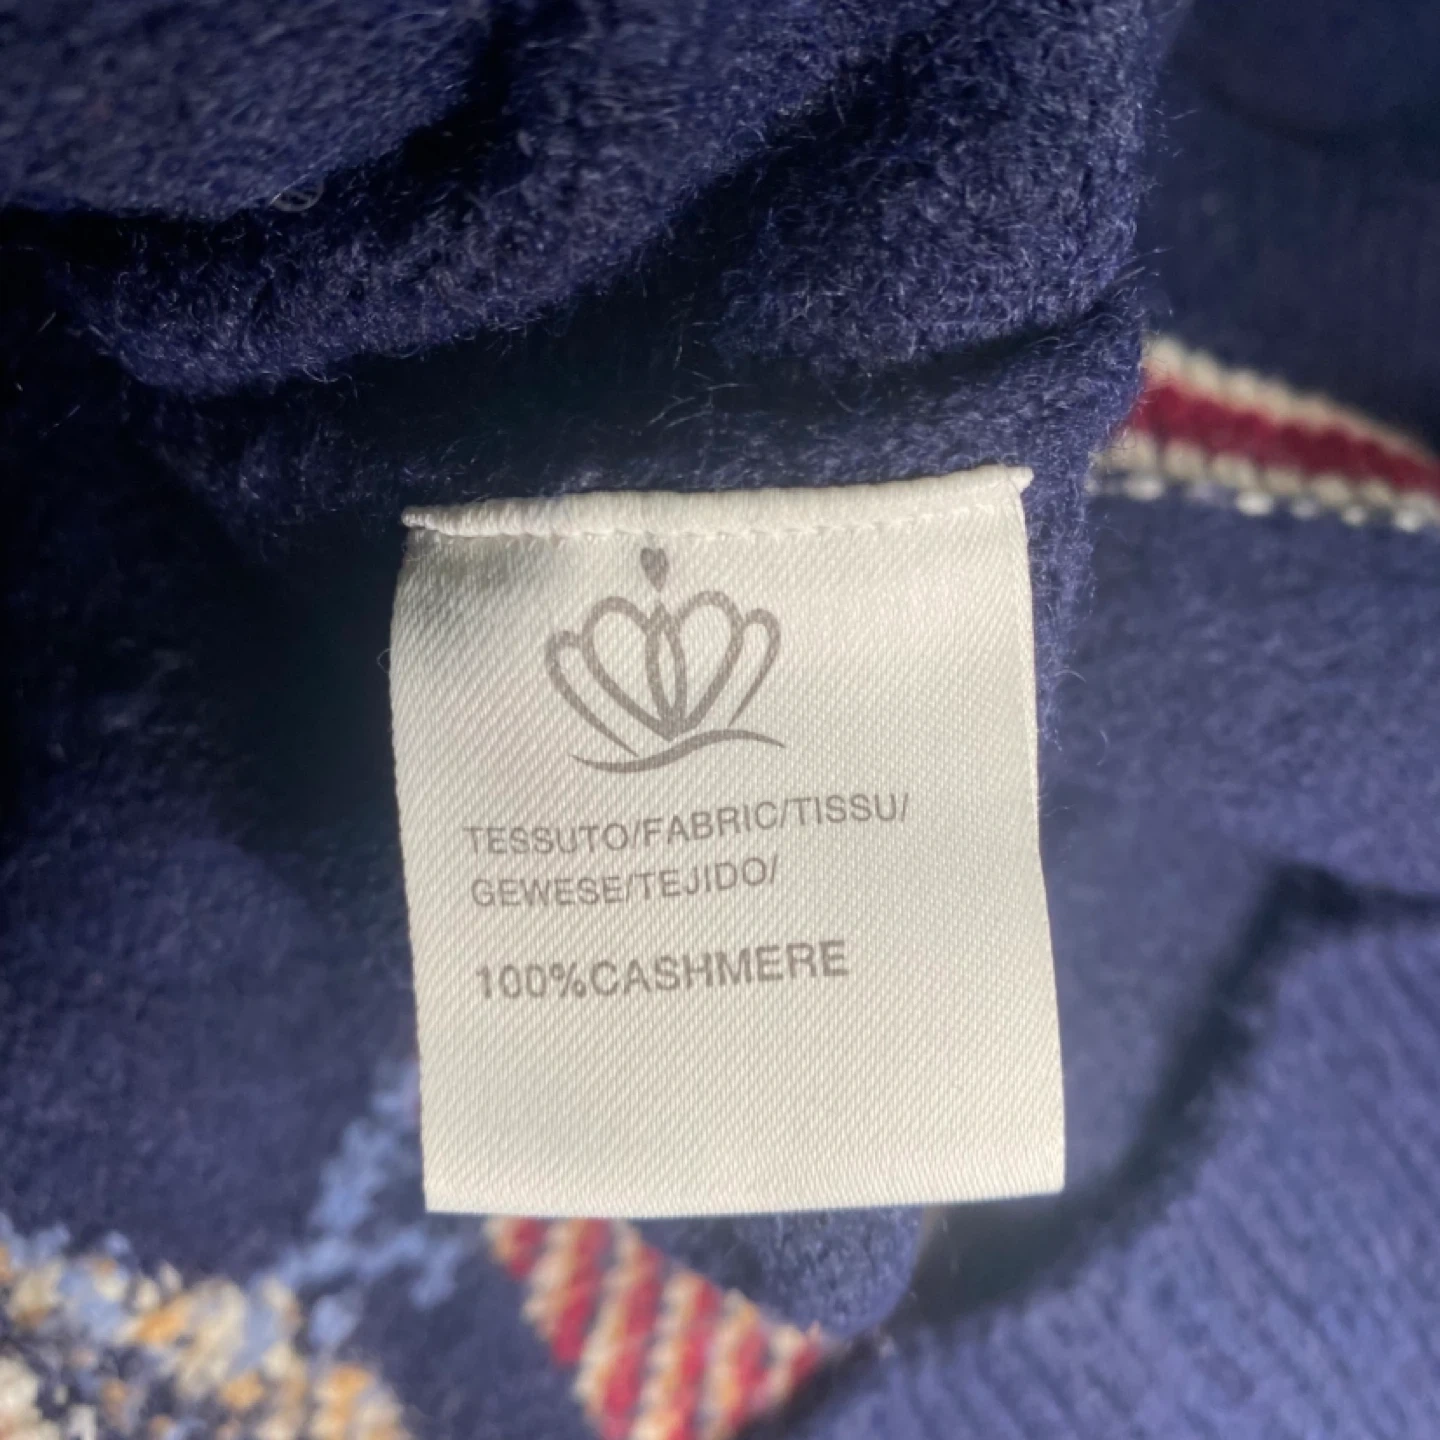 TESSUTO/FABRIC/TISSU/
GEWESE/TEJIDO/
100%CASHMERE